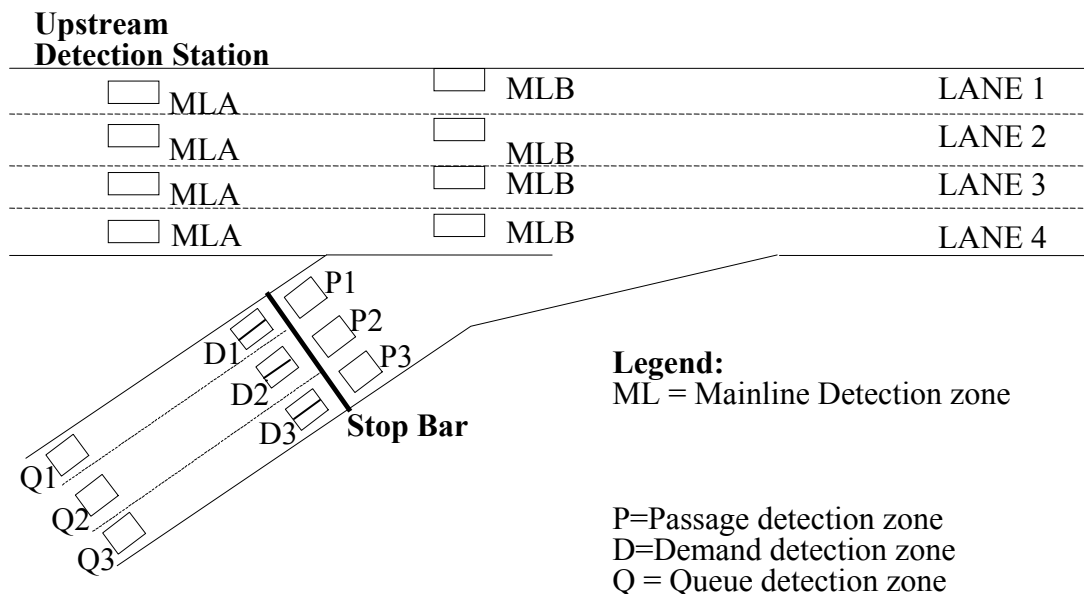 Upstream
Detection Station
MLA
MLB
LANE 1
MLA
MLB
LANE 2
MLA
MLB
LANE 3
MLA
MLB
LANE 4
P1
P2
P3
D1
D2
D3
Stop Bar
Q1
Q2
Q3
Legend:
ML = Mainline Detection zone
P=Passage detection zone
D=Demand detection zone
Q = Queue detection zone